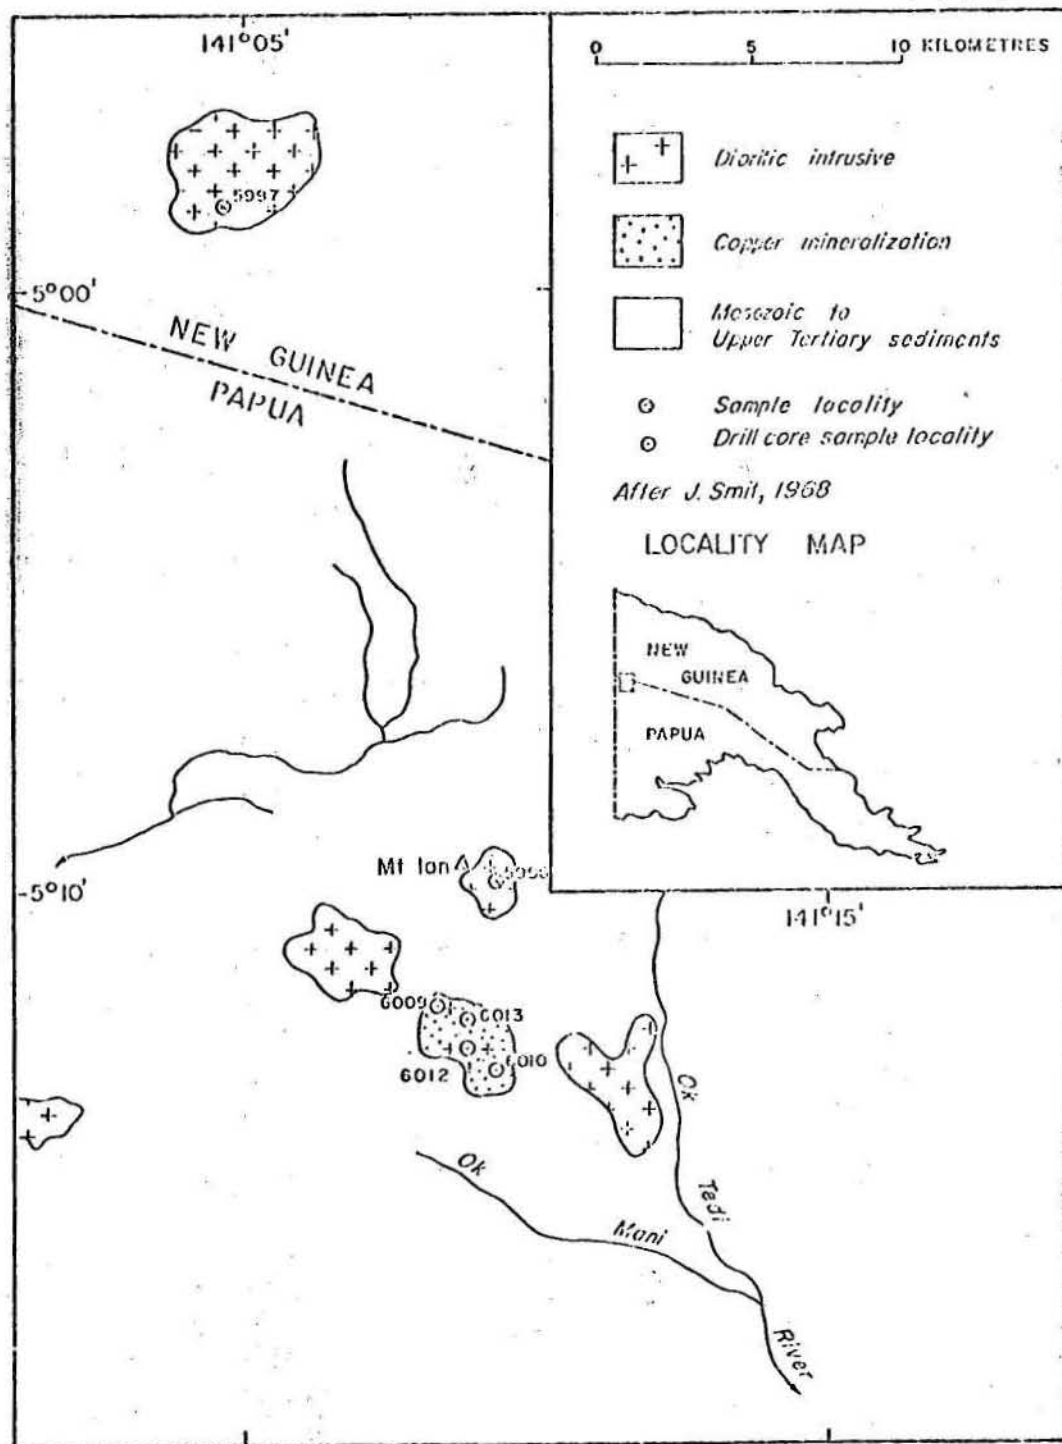 141°05'
0 5 10 KILOMETRES
Dioritic intrusive
Copper mineralization
Mesozoic to
Upper Tertiary sediments
Sample locality
Drill core sample locality
After J. Smit, 1968
LOCALITY MAP
NEW
GUINEA
PAPUA
5997
5°00'
NEW GUINEA
PAPUA
Mt Ian
5°10'
141°15'
6009
6013
6012
6010
Ok
Tedi
River
Ok
Mani